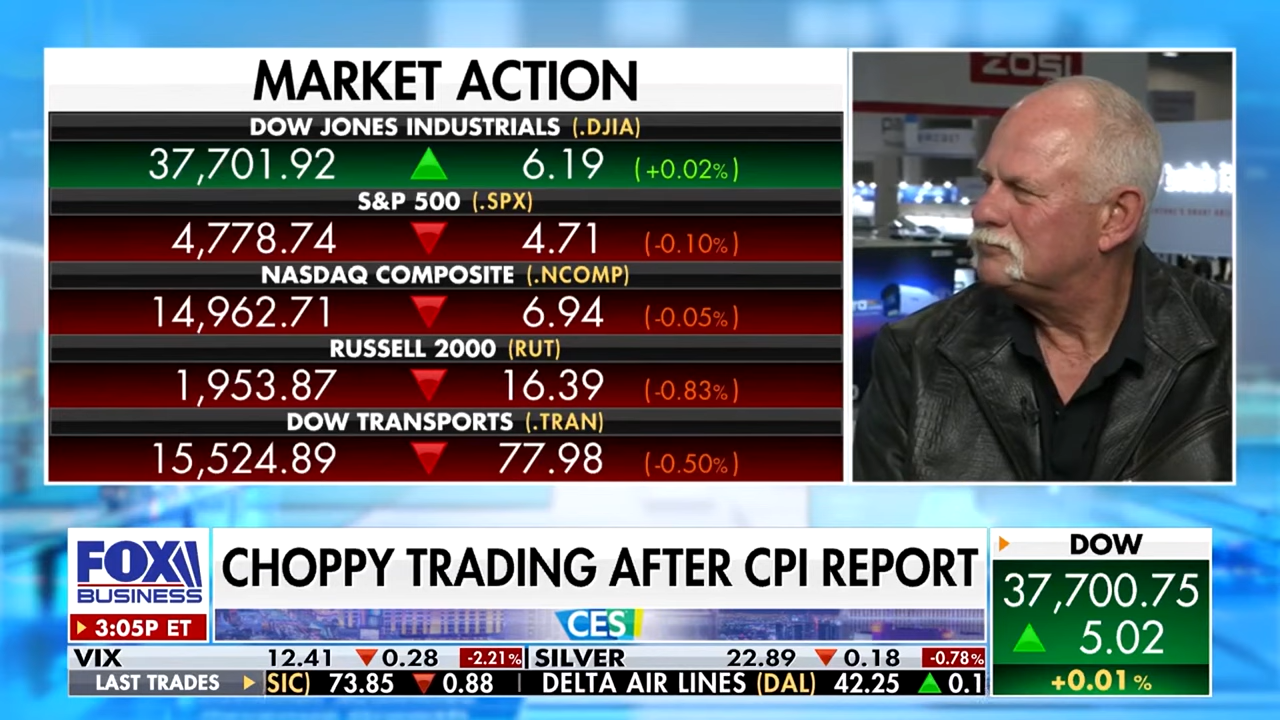 MARKET ACTION
DOW JONES INDUSTRIALS (.DJIA)
37,701.92 ▲ 6.19 (+0.02%)
S&P 500 (.SPX)
4,778.74 ▼ 4.71 (-0.10%)
NASDAQ COMPOSITE (.NCOMP)
14,962.71 ▼ 6.94 (-0.05%)
RUSSELL 2000 (RUT)
1,953.87 ▼ 16.39 (-0.83%)
DOW TRANSPORTS (.TRAN)
15,524.89 ▼ 77.98 (-0.50%)
ZOSI
FOX
BUSINESS
3:05P ET
CHOPPY TRADING AFTER CPI REPORT
CES
DOW
37,700.75
▲ 5.02
+0.01%
VIX 12.41 ▼0.28 -2.21% SILVER 22.89 ▼0.18 -0.78%
LAST TRADES SIC) 73.85 ▼0.88 DELTA AIR LINES (DAL) 42.25 ▲0.1